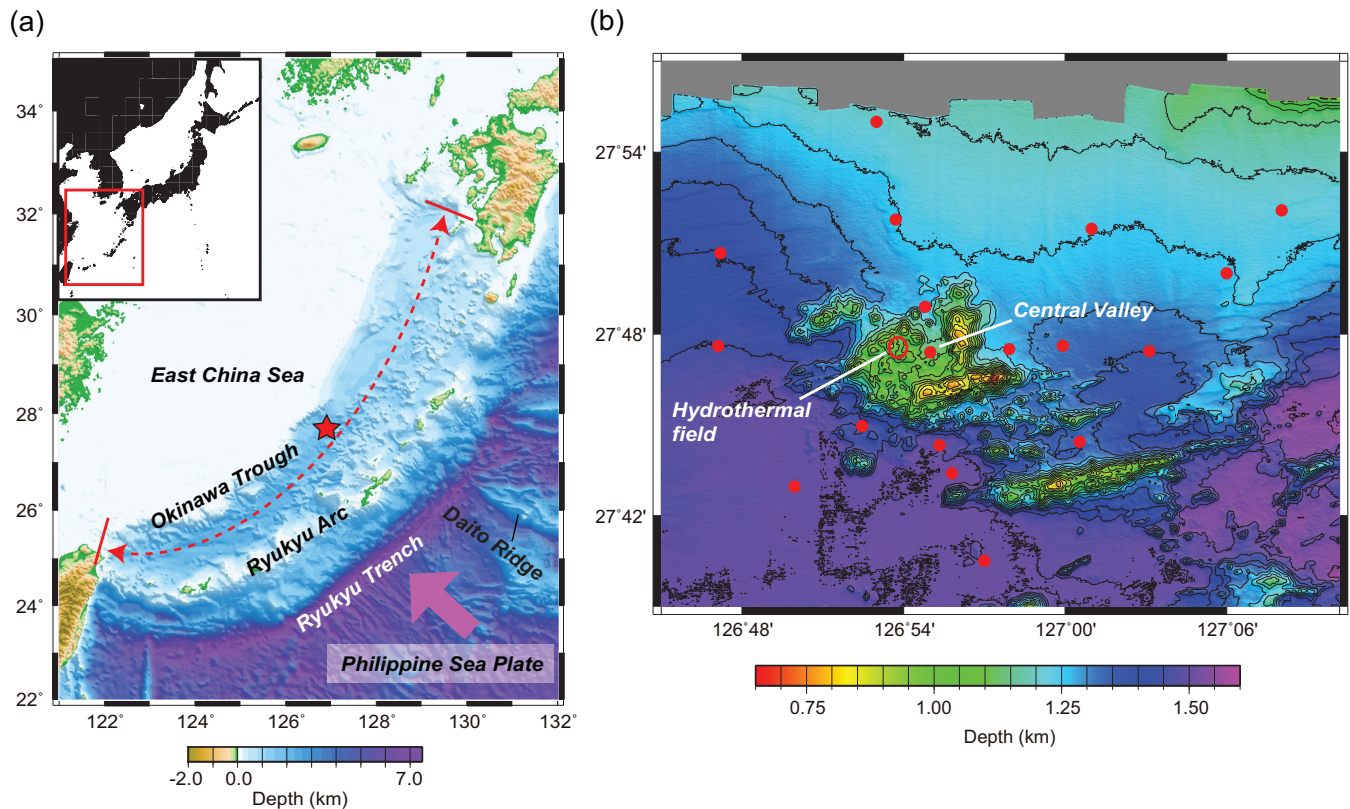 (a)
34˚
32˚
30˚
28˚
26˚
24˚
22˚
122˚
124˚
126˚
128˚
130˚
132˚
East China Sea
Okinawa Trough
Ryukyu Arc
Ryukyu Trench
Daito Ridge
Philippine Sea Plate
-2.0
0.0
7.0
Depth (km)
(b)
27˚54'
27˚48'
27˚42'
126˚48'
126˚54'
127˚00'
127˚06'
Central Valley
Hydrothermal
field
0.75
1.00
1.25
1.50
Depth (km)